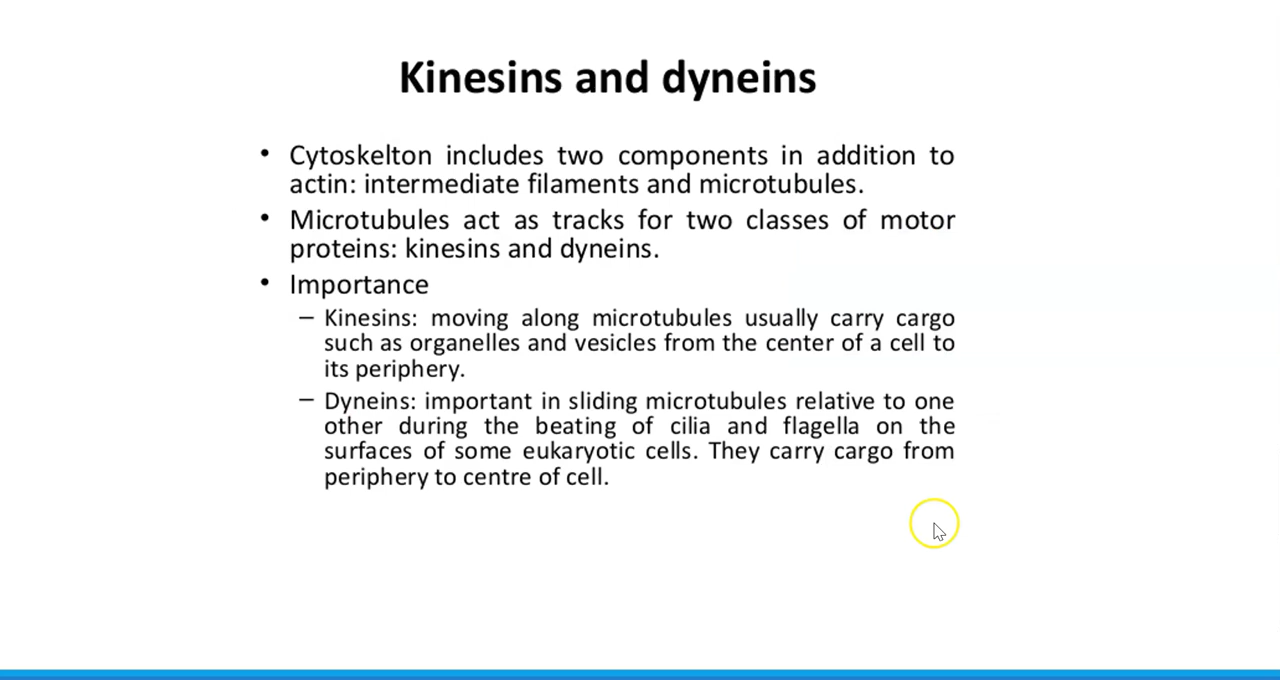 Kinesins and dyneins
• Cytoskelton includes two components in addition to
actin: intermediate filaments and microtubules.
• Microtubules act as tracks for two classes of motor
proteins: kinesins and dyneins.
• Importance
– Kinesins: moving along microtubules usually carry cargo
such as organelles and vesicles from the center of a cell to
its periphery.
– Dyneins: important in sliding microtubules relative to one
other during the beating of cilia and flagella on the
surfaces of some eukaryotic cells. They carry cargo from
periphery to centre of cell.